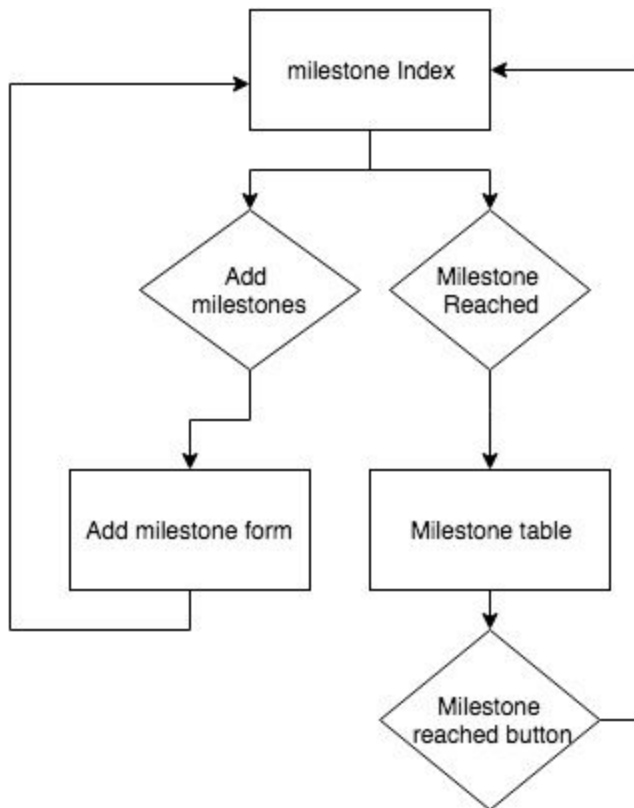 milestone Index
Add
milestones
Milestone
Reached
Add milestone form
Milestone table
Milestone
reached button